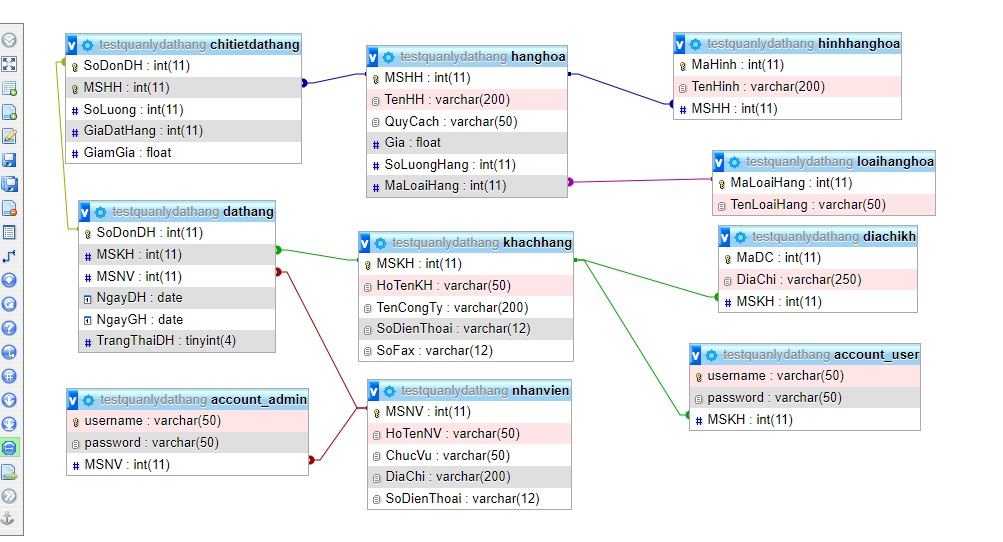 testquanlydathang chitietdathang
SoDonDH : int(11)
MSHH : int(11)
SoLuong : int(11)
GiaDatHang : int(11)
GiamGia : float
testquanlydathang hanghoa
MSHH : int(11)
TenHH : varchar(200)
QuyCach : varchar(50)
Gia : float
SoLuongHang : int(11)
MaLoaiHang : int(11)
testquanlydathang hinhhanghoa
MaHinh : int(11)
TenHinh : varchar(200)
MSHH : int(11)
testquanlydathang loaihanghoa
MaLoaiHang : int(11)
TenLoaiHang : varchar(50)
testquanlydathang dathang
SoDonDH : int(11)
MSKH : int(11)
MSNV : int(11)
NgayDH : date
NgayGH : date
TrangThaiDH : tinyint(4)
testquanlydathang khachhang
MSKH : int(11)
HoTenKH : varchar(50)
TenCongTy : varchar(200)
SoDienThoai : varchar(12)
SoFax : varchar(12)
testquanlydathang diachikh
MaDC : int(11)
DiaChi : varchar(250)
MSKH : int(11)
testquanlydathang account_user
username : varchar(50)
password : varchar(50)
MSKH : int(11)
testquanlydathang account_admin
username : varchar(50)
password : varchar(50)
MSNV : int(11)
testquanlydathang nhanvien
MSNV : int(11)
HoTenNV : varchar(50)
ChucVu : varchar(50)
DiaChi : varchar(200)
SoDienThoai : varchar(12)